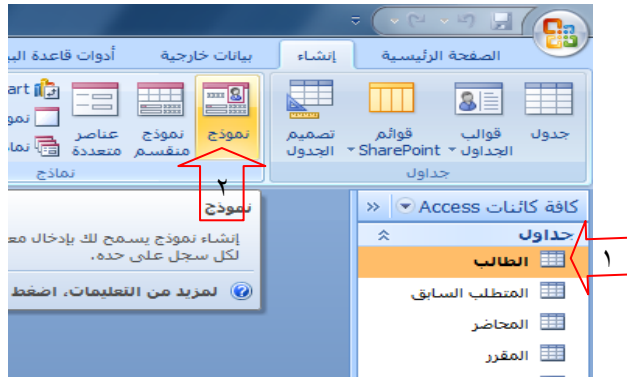 الصفحة الرئيسية إنشاء بيانات خارجية أدوات قاعدة
جدول
قوالب الجداول
قوائم SharePoint
تصميم الجدول
نموذج
نموذج منقسم
عناصر متعددة
art
جداول
نماذج
٢
كافة كائنات Access
جداول
الطالب
١
المتطلب السابق
المحاضر
المقرر
نموذج
إنشاء نموذج يسمح لك بإدخال
لكل سجل على حده.
لمزيد من التعليمات، اضغط